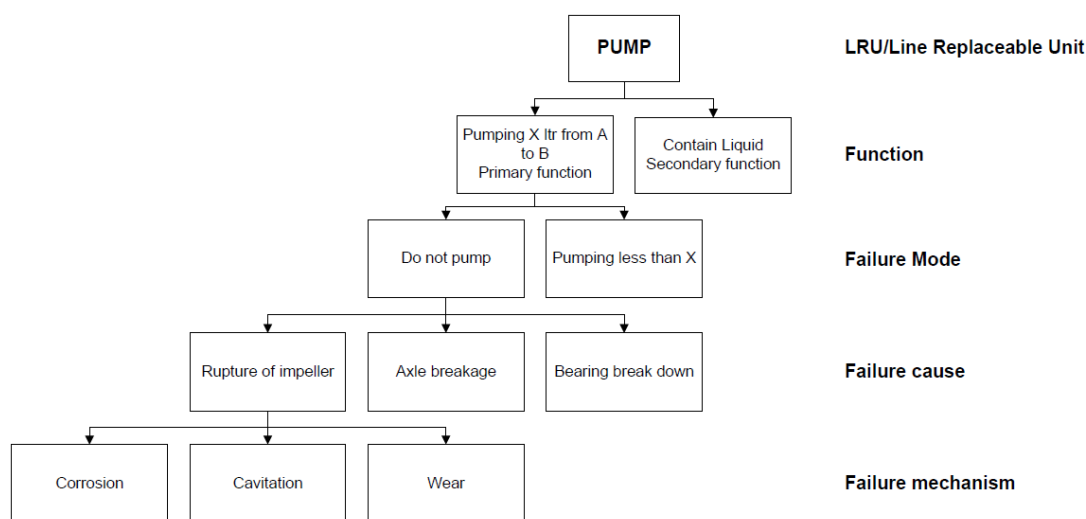 PUMP
LRU/Line Replaceable Unit
Pumping X ltr from A
to B
Primary function
Contain Liquid
Secondary function
Function
Do not pump
Pumping less than X
Failure Mode
Rupture of impeller
Axle breakage
Bearing break down
Failure cause
Corrosion
Cavitation
Wear
Failure mechanism